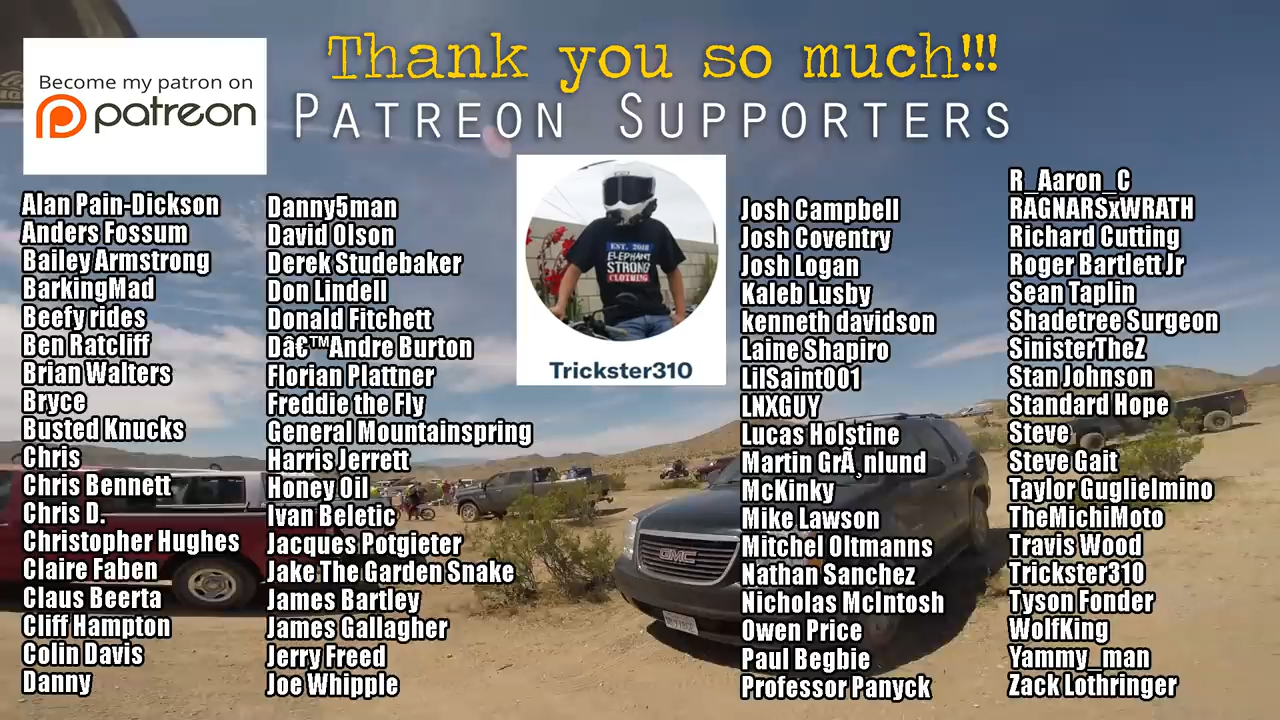 Thank you so much!!!
PATREON SUPPORTERS
Become my patron on
patreon
Alan Pain-Dickson
Anders Fossum
Bailey Armstrong
BarkingMad
Beefy rides
Ben Ratcliff
Brian Walters
Bryce
Busted Knucks
Chris
Chris Bennett
Chris D.
Christopher Hughes
Claire Faben
Claus Beerta
Cliff Hampton
Colin Davis
Danny
Danny5man
David Olson
Derek Studebaker
Don Lindell
Donald Fitchett
Dâ€™Andre Burton
Florian Plattner
Freddie the Fly
General Mountainspring
Harris Jerrett
Honey Oil
Ivan Beletic
Jacques Potgieter
Jake The Garden Snake
James Bartley
James Gallagher
Jerry Freed
Joe Whipple
EST. 2018
ELEPHANT
STRONG
CLOTHING
Trickster310
Josh Campbell
Josh Coventry
Josh Logan
Kaleb Lusby
kenneth davidson
Laine Shapiro
LilSaint001
LNXGUY
Lucas Holstine
Martin GrÃ¸nlund
McKinky
Mike Lawson
Mitchel Oltmanns
Nathan Sanchez
Nicholas McIntosh
Owen Price
Paul Begbie
Professor Panyck
R_Aaron_C
RAGNARSxWRATH
Richard Cutting
Roger Bartlett Jr
Sean Taplin
Shadetree Surgeon
SinisterTheZ
Stan Johnson
Standard Hope
Steve
Steve Gait
Taylor Guglielmino
TheMichiMoto
Travis Wood
Trickster310
Tyson Fonder
WolfKing
Yammy_man
Zack Lothringer
GMC